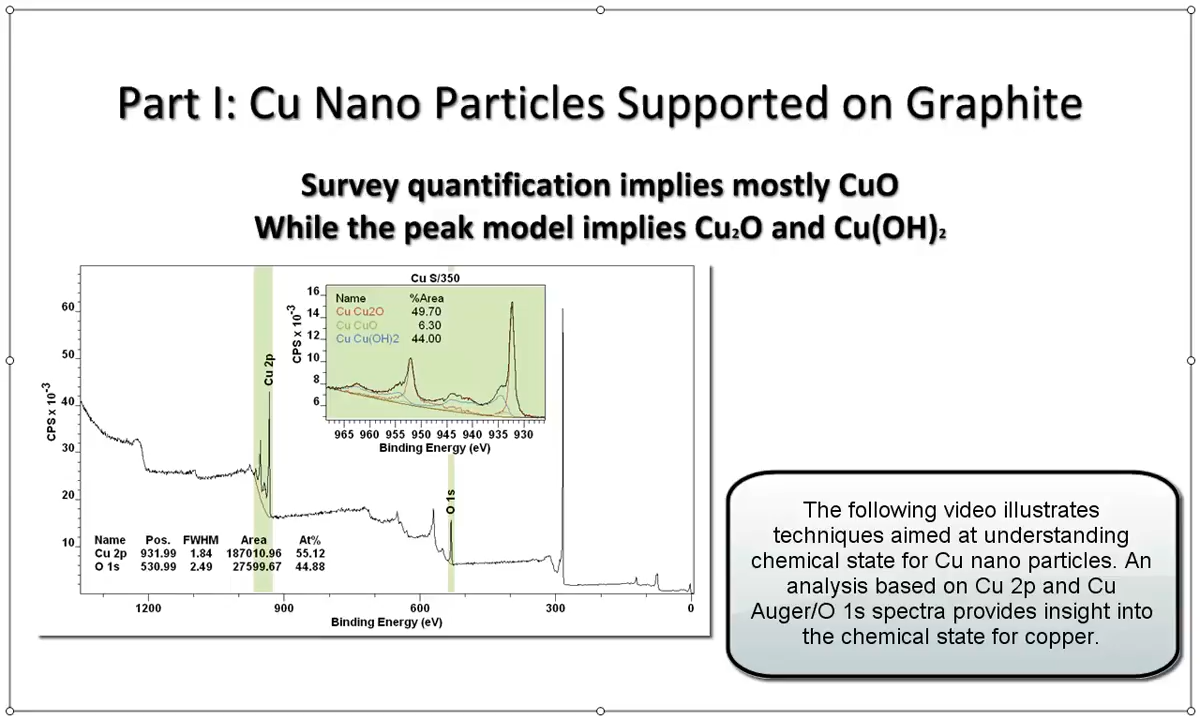 Part I: Cu Nano Particles Supported on Graphite
Survey quantification implies mostly CuO
While the peak model implies Cu₂O and Cu(OH)₂
Cu S/350
Name %Area
Cu Cu2O 49.70
Cu CuO 6.30
Cu Cu(OH)2 44.00
CPS x 10⁻³
16
14
12
10
8
6
965 960 955 950 945 940 935 930
Binding Energy (eV)
Cu 2p
O 1s
CPS x 10⁻³
60
50
40
30
20
10
Name Pos. FWHM Area At%
Cu 2p 931.99 1.84 187010.96 55.12
O 1s 530.99 2.49 27599.67 44.88
1200 900 600 300 0
Binding Energy (eV)
The following video illustrates
techniques aimed at understanding
chemical state for Cu nano particles. An
analysis based on Cu 2p and Cu
Auger/O 1s spectra provides insight into
the chemical state for copper.